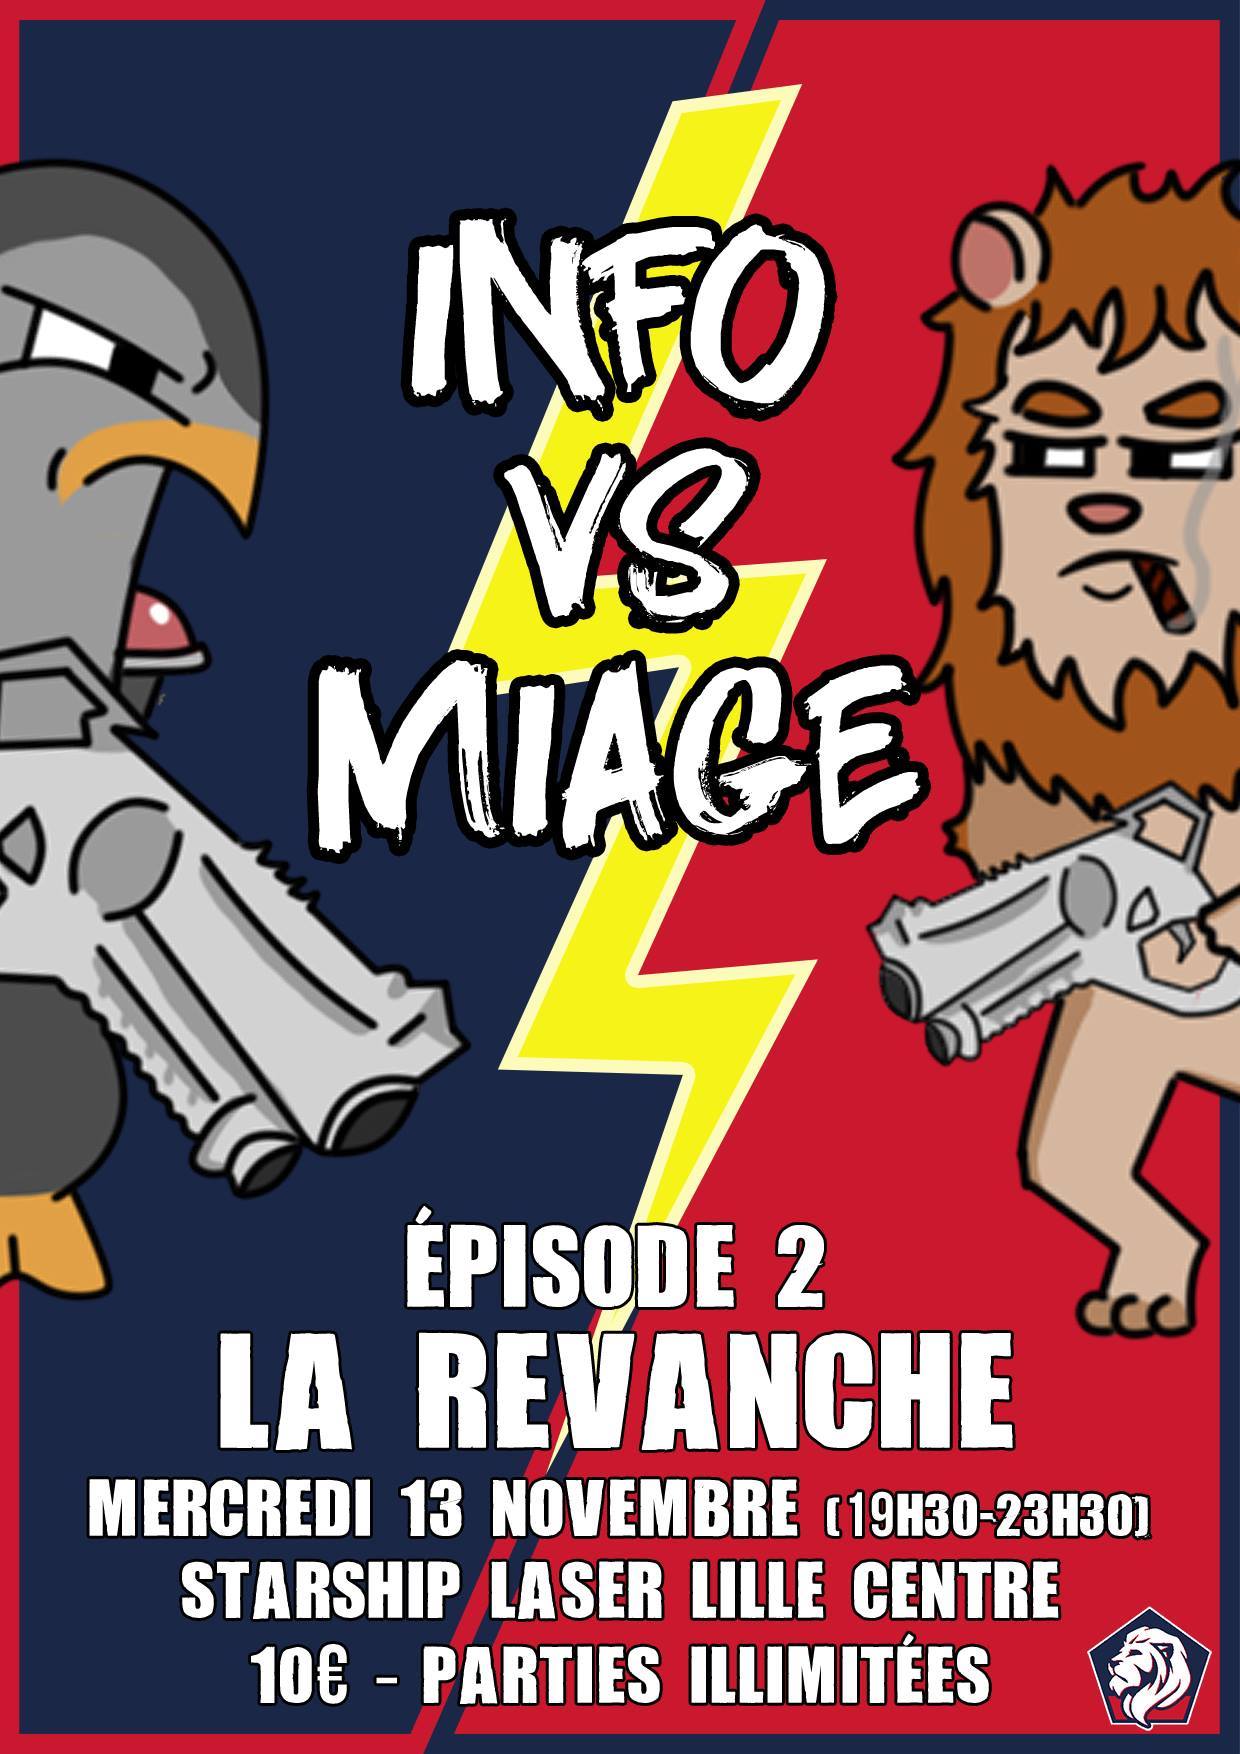 INFO
VS
MIAGE
ÉPISODE 2
LA REVANCHE
MERCREDI 13 NOVEMBRE (19H30-23H30)
STARSHIP LASER LILLE CENTRE
10€ - PARTIES ILLIMITÉES